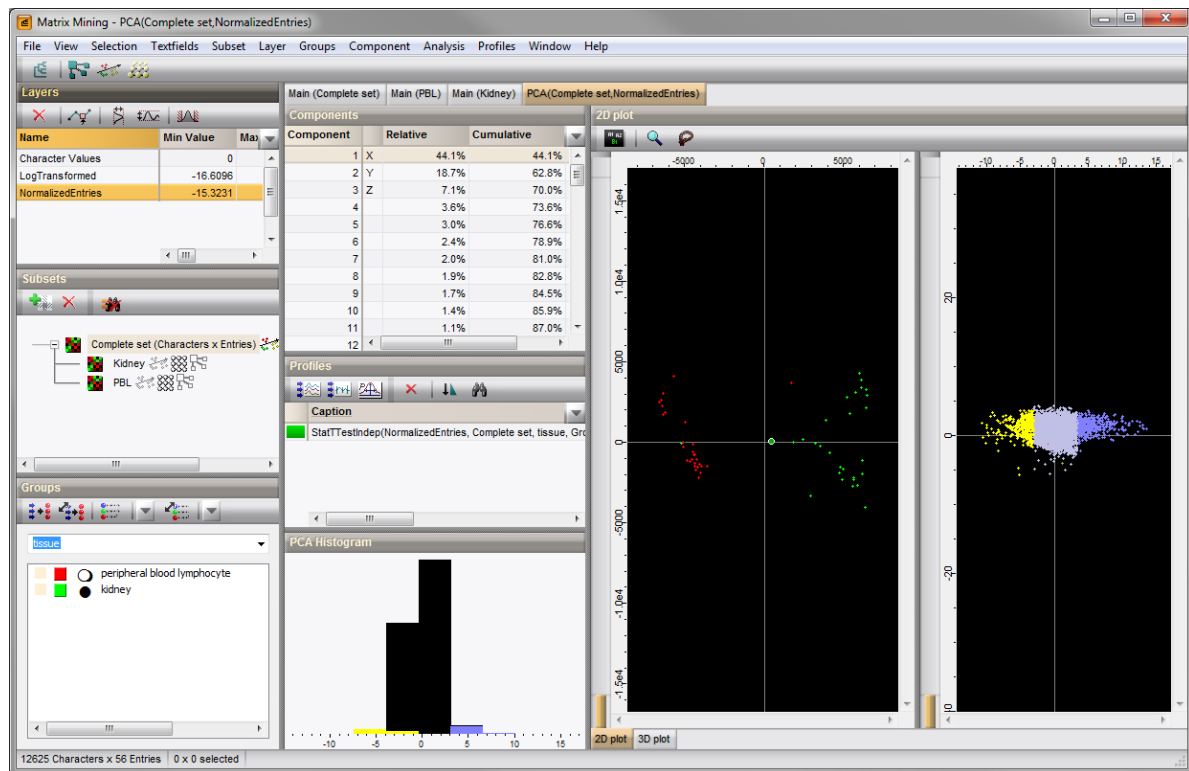 Matrix Mining - PCA(Complete set,NormalizedEntries)
File View Selection Textfields Subset Layer Groups Component Analysis Profiles Window Help
Layers
Name Min Value Max
Character Values 0
LogTransformed -16.6096
NormalizedEntries -15.3231
Subsets
Complete set (Characters x Entries)
Kidney
PBL
Groups
tissue
peripheral blood lymphocyte
kidney
Main (Complete set) Main (PBL) Main (Kidney) PCA(Complete set,NormalizedEntries)
Components
Component Relative Cumulative
1 X 44.1% 44.1%
2 Y 18.7% 62.8%
3 Z 7.1% 70.0%
4 3.6% 73.6%
5 3.0% 76.6%
6 2.4% 78.9%
7 2.0% 81.0%
8 1.9% 82.8%
9 1.7% 84.5%
10 1.4% 85.9%
11 1.1% 87.0%
12
Profiles
Caption
StatTTestIndep(NormalizedEntries, Complete set, tissue, Gro
PCA Histogram
-10 -5 0 5 10 15
2D plot
-5000 0 5000
1.5e4
1.0e4
5000
0
-5000
-1.0e4
-1.5e4
-10 -5 0 5 10 15
20
0
-20
-40
2D plot 3D plot
12625 Characters x 56 Entries 0 x 0 selected